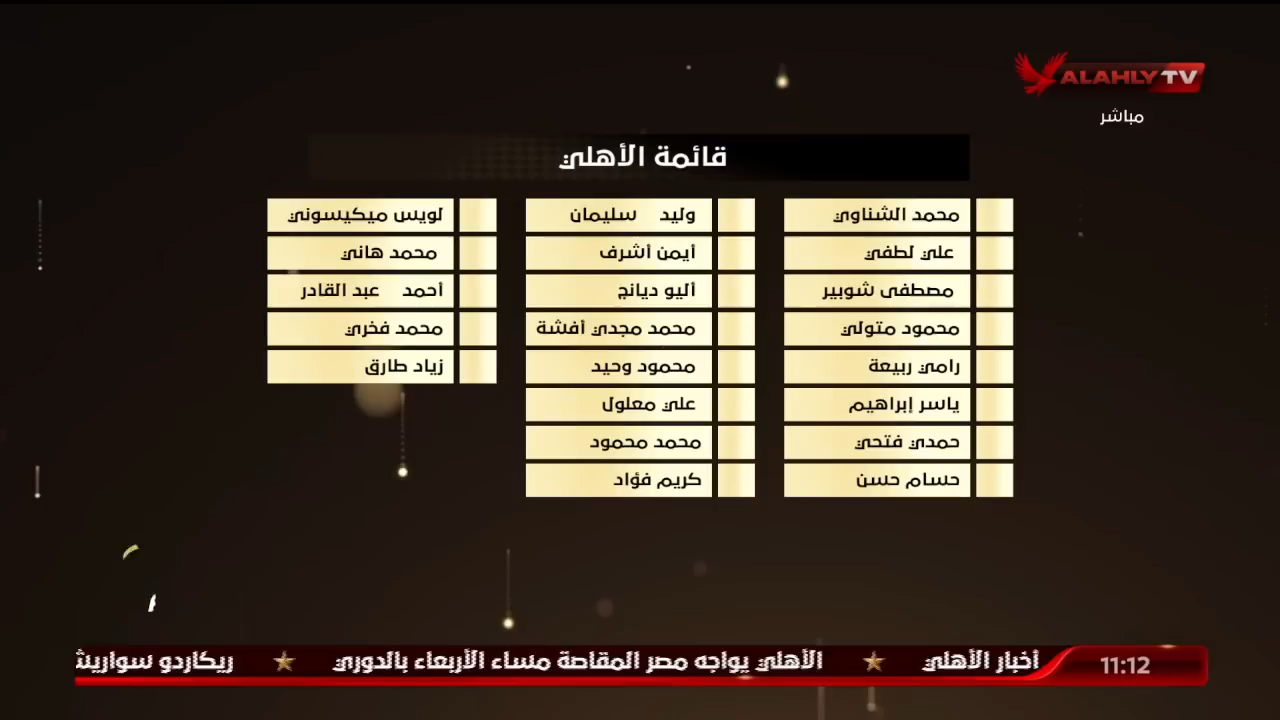 ALAHLY TV
مباشر
قائمة الأهلي
محمد الشناوي
علي لطفي
مصطفى شوبير
محمود متولي
رامي ربيعة
ياسر إبراهيم
حمدي فتحي
حسام حسن
وليد سليمان
أيمن أشرف
أليو ديانج
محمد مجدي أفشة
محمود وحيد
علي معلول
محمد محمود
كريم فؤاد
لويس ميكيسوني
محمد هاني
أحمد عبد القادر
محمد فخري
زياد طارق
11:12 أخبار الأهلي ★ الأهلي يواجه مصر المقاصة مساء الأربعاء بالدوري ★ ريكاردو سواريش